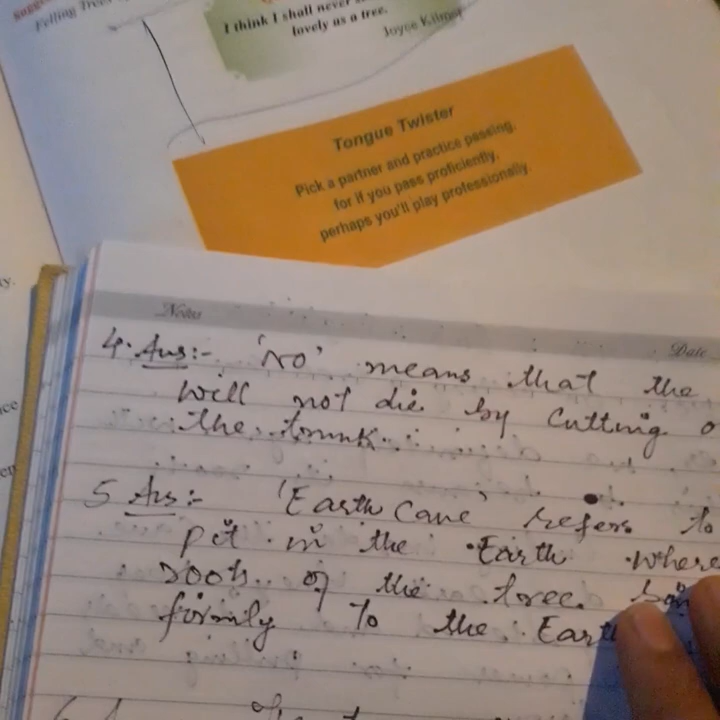 Felling Trees
I think I shall never
lovely as a tree.
Joyce Kilmer
Tongue Twister
Pick a partner and practice passing,
for if you pass proficiently,
perhaps you'll play professionally.
Notes
Date
4. Ans:- 'No' means that the
will not die by cutting
the trunk.
5 Ans:- 'Earth Cave' refers to
pit in the Earth where
roots of the tree
firmly to the Earth